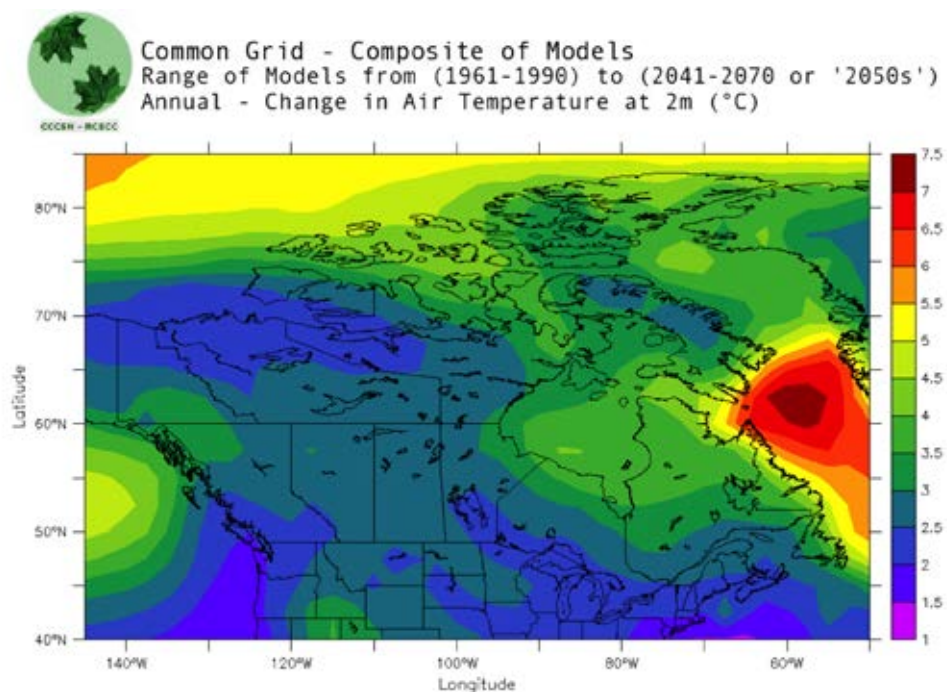 Common Grid - Composite of Models
Range of Models from (1961-1990) to (2041-2070 or '2050s')
Annual - Change in Air Temperature at 2m (°C)
CCCSN - RCSCC
80°N
70°N
60°N
50°N
40°N
Latitude
140°W
120°W
100°W
80°W
60°W
Longitude
7.5
7
6.5
6
5.5
5
4.5
4
3.5
3
2.5
2
1.5
1